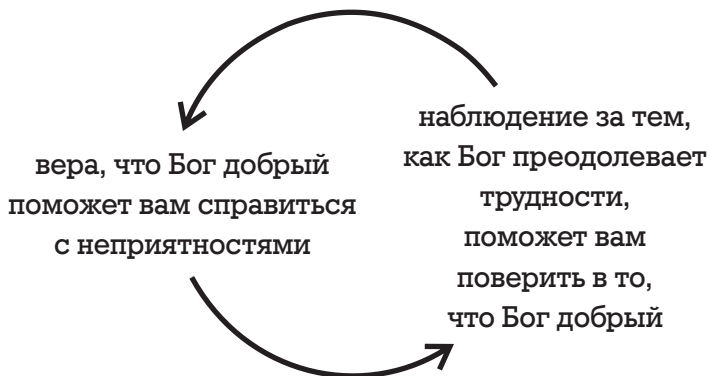 вера, что Бог добрый
поможет вам справиться
с неприятностями
наблюдение за тем,
как Бог преодолевает
трудности,
поможет вам
поверить в то,
что Бог добрый